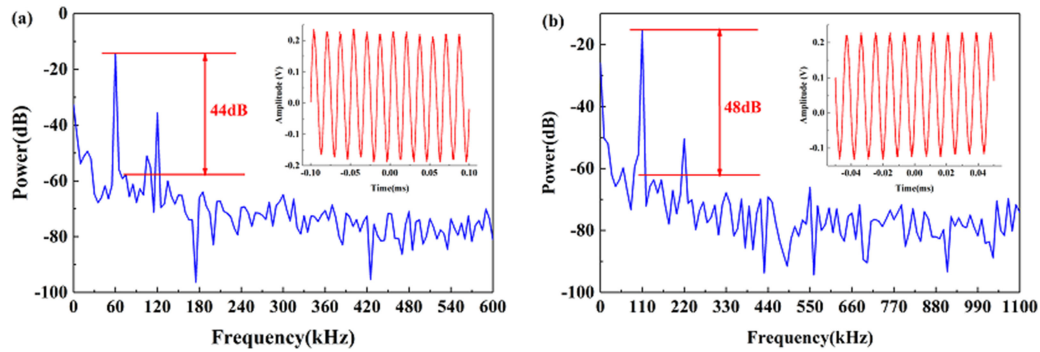 (a)
Power(dB)
0
-20
-40
-60
-80
-100
44dB
Amplitude (V)
0.2
0.1
0.0
-0.1
-0.2
-0.10 -0.05 0.00 0.05 0.10
Time(ms)
0 60 120 180 240 300 360 420 480 540 600
Frequency(kHz)
(b)
Power(dB)
-20
-40
-60
-80
-100
48dB
Amplitude (V)
0.2
0.1
0.0
-0.1
-0.04 -0.02 0.00 0.02 0.04
Time(ms)
0 110 220 330 440 550 660 770 880 990 1100
Frequency(kHz)